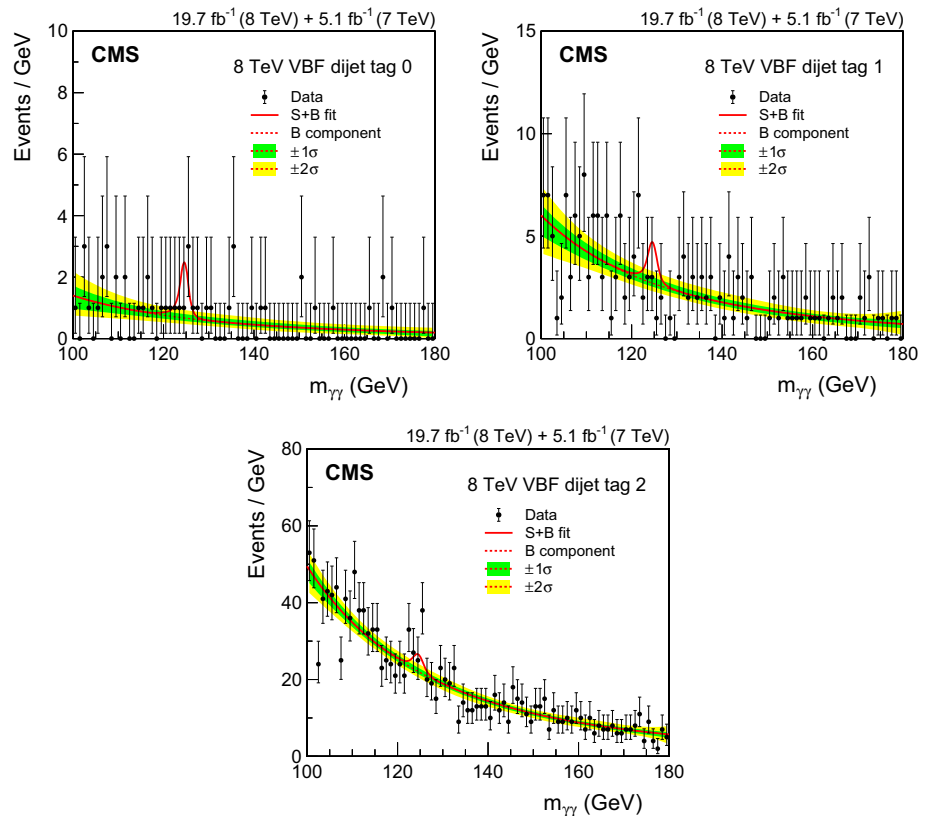 19.7 fb⁻¹ (8 TeV) + 5.1 fb⁻¹ (7 TeV)
CMS
8 TeV VBF dijet tag 0
Data
S+B fit
B component
±1σ
±2σ
Events / GeV
10
8
6
4
2
0
100 120 140 160 180
mγγ (GeV)
19.7 fb⁻¹ (8 TeV) + 5.1 fb⁻¹ (7 TeV)
CMS
8 TeV VBF dijet tag 1
Data
S+B fit
B component
±1σ
±2σ
Events / GeV
15
10
5
0
100 120 140 160 180
mγγ (GeV)
19.7 fb⁻¹ (8 TeV) + 5.1 fb⁻¹ (7 TeV)
CMS
8 TeV VBF dijet tag 2
Data
S+B fit
B component
±1σ
±2σ
Events / GeV
80
60
40
20
0
100 120 140 160 180
mγγ (GeV)